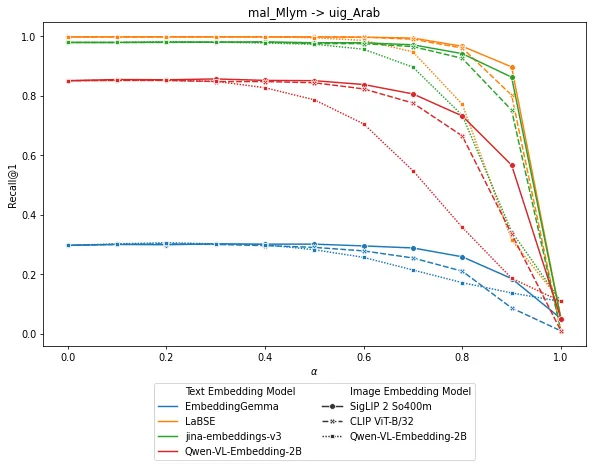 mal_Mlym -> uig_Arab
Recall@1
1.0
0.8
0.6
0.4
0.2
0.0
0.0 0.2 0.4 0.6 0.8 1.0
α
Text Embedding Model
EmbeddingGemma
LaBSE
jina-embeddings-v3
Qwen-VL-Embedding-2B
Image Embedding Model
SigLIP 2 So400m
CLIP ViT-B/32
Qwen-VL-Embedding-2B